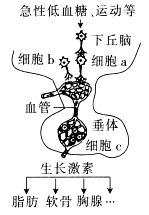 急性低血糖、运动等
下丘脑
细胞b
细胞a
血管
垂体
细胞c
生长激素
脂肪 软骨 胸腺…